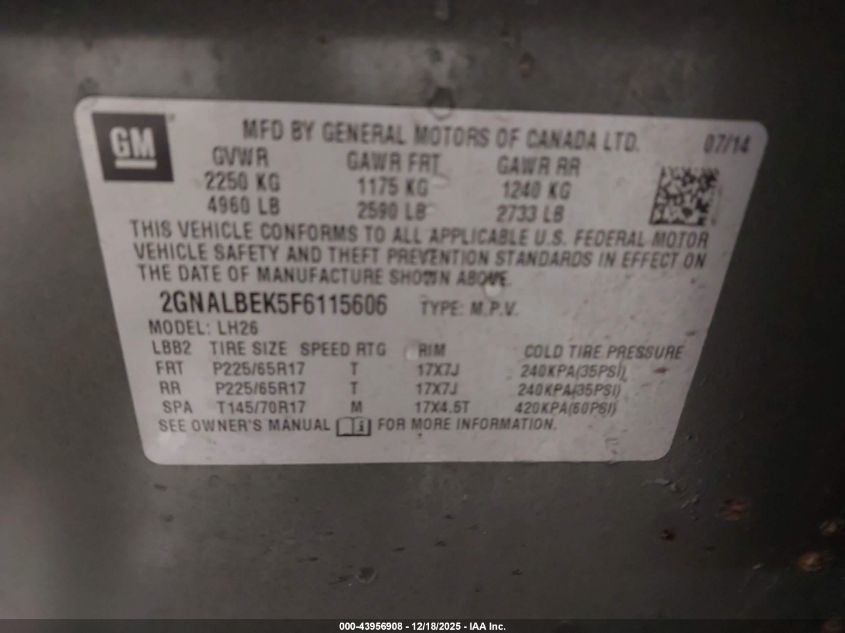 GM
MFD BY GENERAL MOTORS OF CANADA LTD. 07/14
GVWR GAWR FRT GAWR RR
2250 KG 1175 KG 1240 KG
4960 LB 2590 LB 2733 LB
THIS VEHICLE CONFORMS TO ALL APPLICABLE U.S. FEDERAL MOTOR
VEHICLE SAFETY AND THEFT PREVENTION STANDARDS IN EFFECT ON
THE DATE OF MANUFACTURE SHOWN ABOVE.
2GNALBEK5F6115606 TYPE: M.P.V.
MODEL: LH26
LBB2 TIRE SIZE SPEED RTG RIM COLD TIRE PRESSURE
FRT P225/65R17 T 17X7J 240KPA(35PSI)
RR P225/65R17 T 17X7J 240KPA(35PSI)
SPA T145/70R17 M 17X4.5T 420KPA(60PSI)
SEE OWNER'S MANUAL FOR MORE INFORMATION.
000-43956908 - 12/18/2025 - IAA Inc.